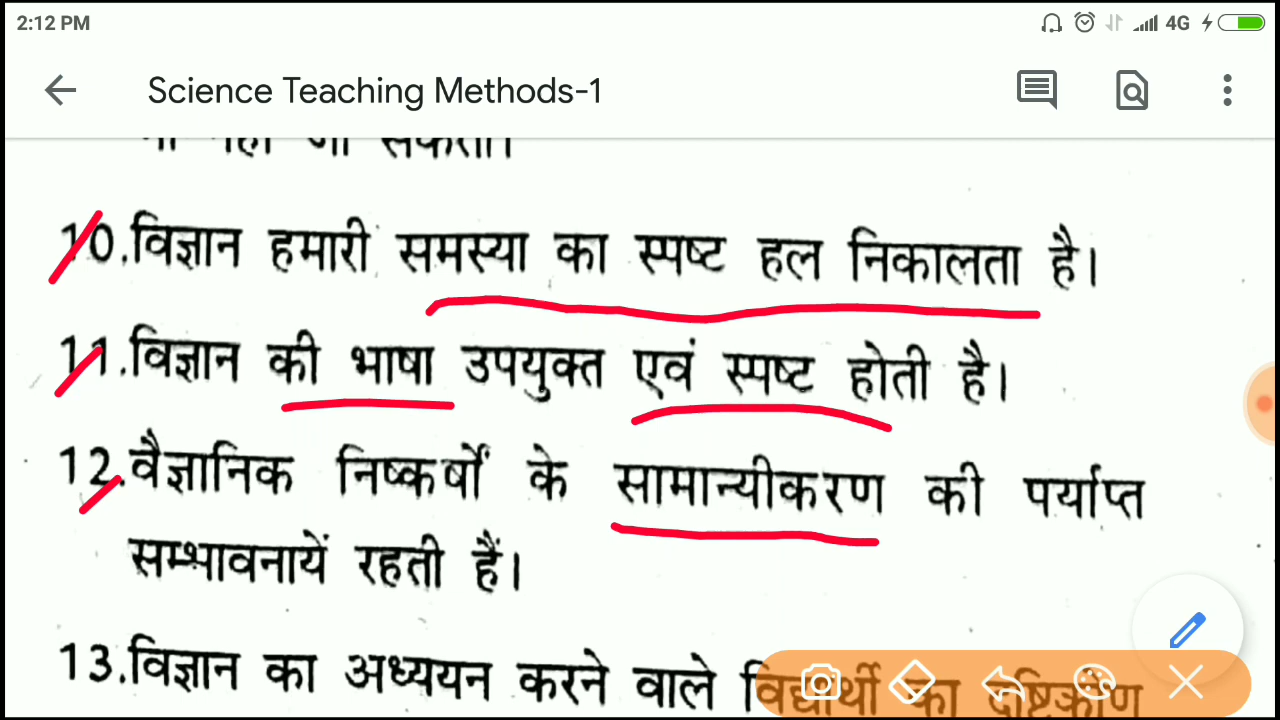 2:12 PM
4G
Science Teaching Methods-1
10.विज्ञान हमारी समस्या का स्पष्ट हल निकालता है।
11.विज्ञान की भाषा उपयुक्त एवं स्पष्ट होती है।
12.वैज्ञानिक निष्कर्षों के सामान्यीकरण की पर्याप्त
सम्भावनायें रहती हैं।
13.विज्ञान का अध्ययन करने वाले विद्यार्थी का